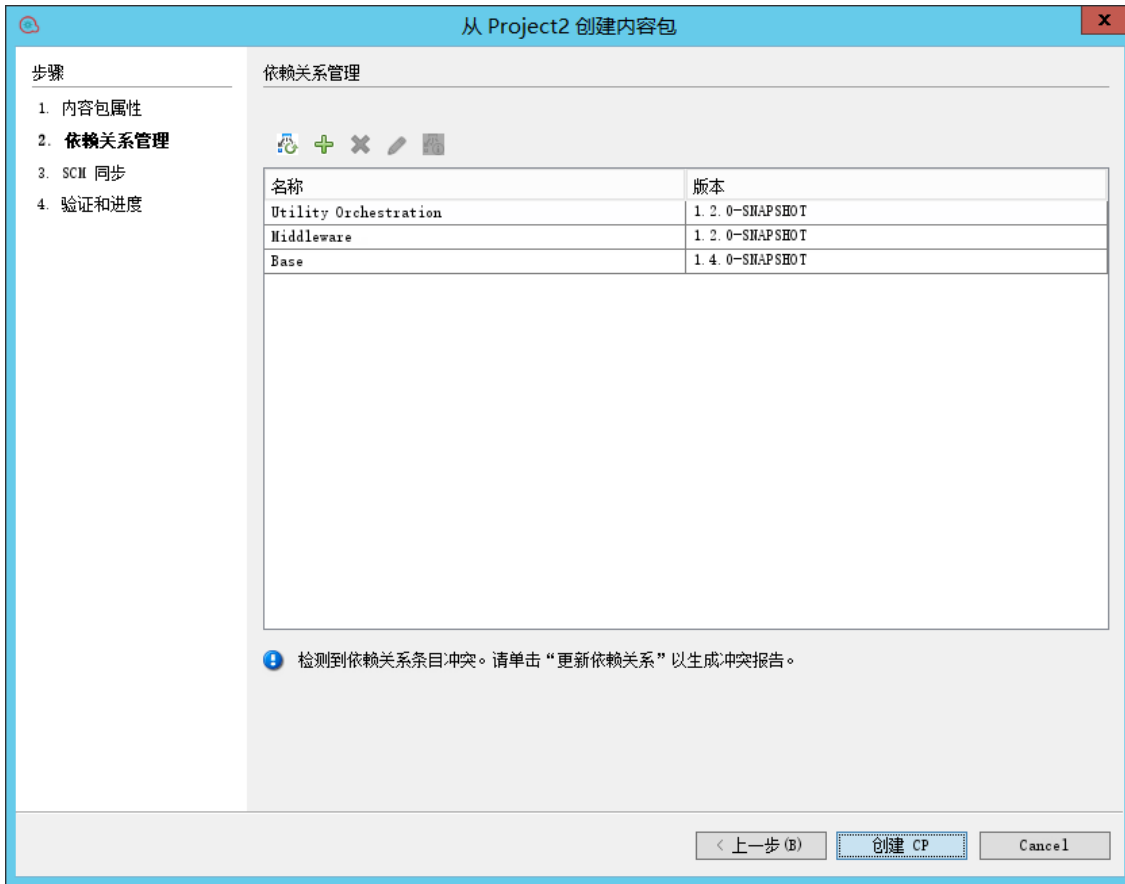 从 Project2 创建内容包
x
步骤
1. 内容包属性
2. 依赖关系管理
3. SCM 同步
4. 验证和进度
依赖关系管理
名称 版本
Utility Orchestration 1.2.0-SNAPSHOT
Middleware 1.2.0-SNAPSHOT
Base 1.4.0-SNAPSHOT
检测到依赖关系条目冲突。请单击“更新依赖关系”以生成冲突报告。
< 上一步(B) 创建 CP Cancel